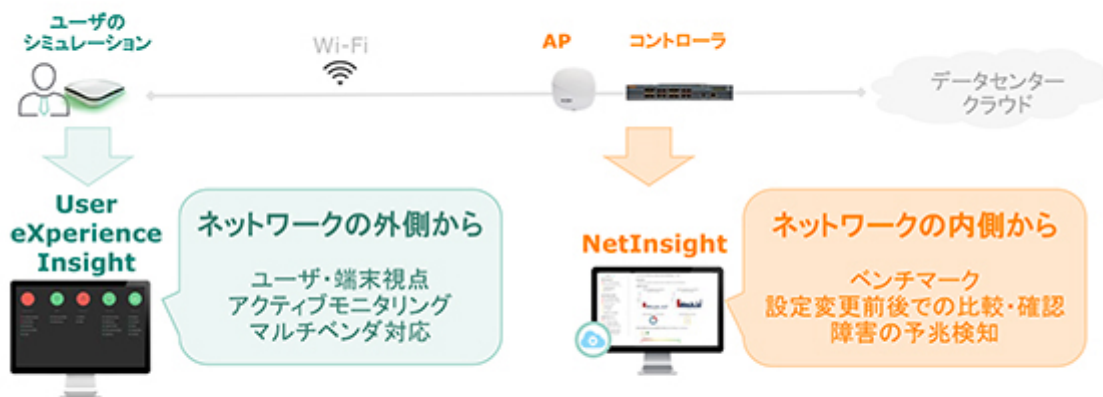 ユーザの
シミュレーション
Wi-Fi
AP
コントローラ
データセンター
クラウド
User
eXperience
Insight
ネットワークの外側から
ユーザ・端末視点
アクティブモニタリング
マルチベンダ対応
NetInsight
ネットワークの内側から
ベンチマーク
設定変更前後での比較・確認
障害の予兆検知